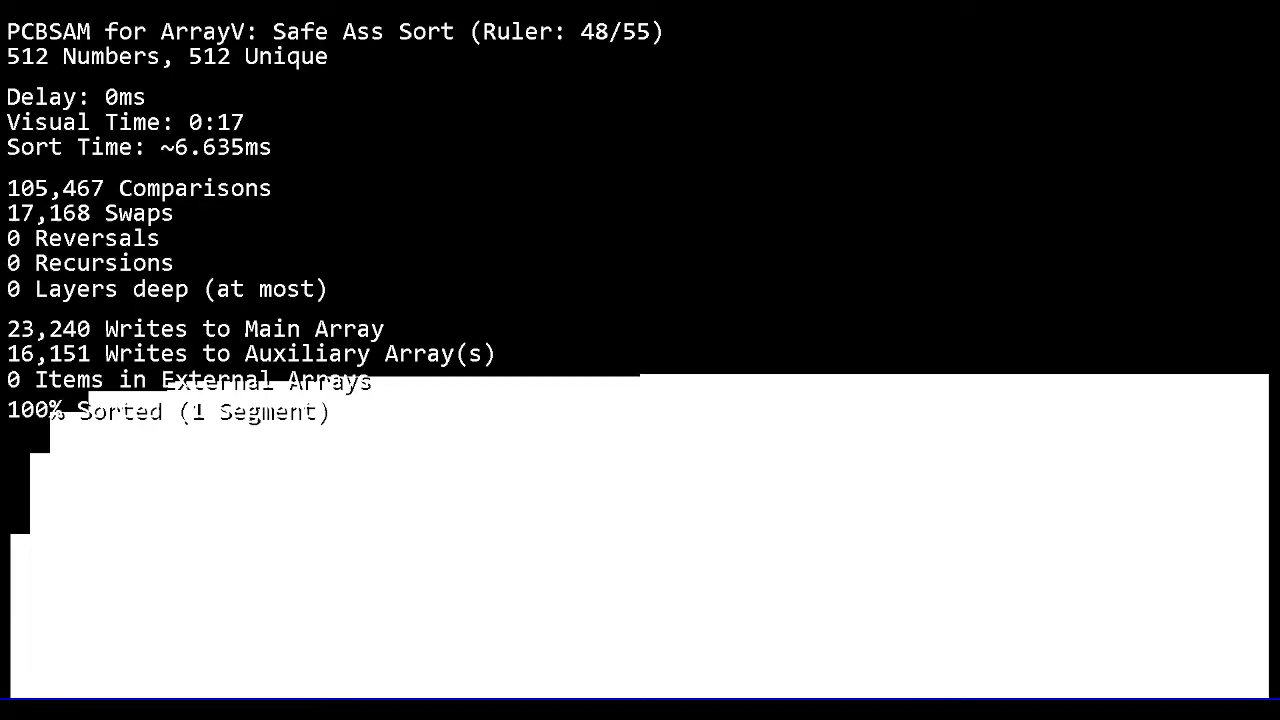 PCBSAM for ArrayV: Safe Ass Sort (Ruler: 48/55)
512 Numbers, 512 Unique
Delay: 0ms
Visual Time: 0:17
Sort Time: ~6.635ms
105,467 Comparisons
17,168 Swaps
0 Reversals
0 Recursions
0 Layers deep (at most)
23,240 Writes to Main Array
16,151 Writes to Auxiliary Array(s)
0 Items in External Arrays
100% Sorted (1 Segment)